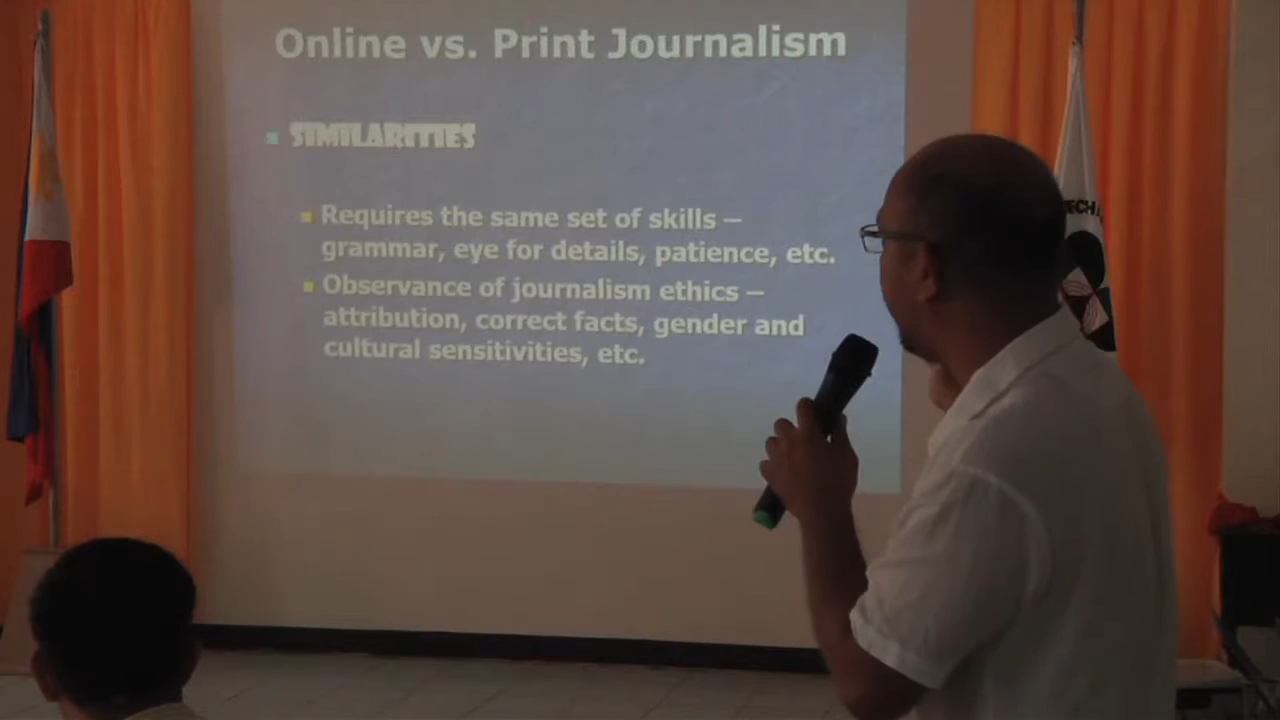 Online vs. Print Journalism
SIMILARITIES
Requires the same set of skills –
grammar, eye for details, patience, etc.
Observance of journalism ethics –
attribution, correct facts, gender and
cultural sensitivities, etc.